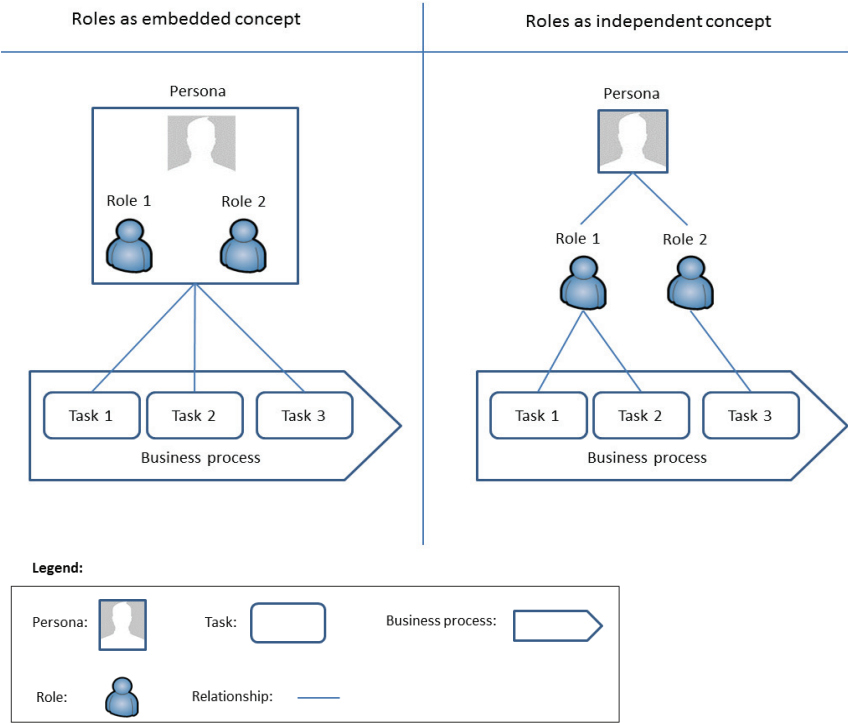 Roles as embedded concept
Roles as independent concept
Persona
Role 1
Role 2
Task 1
Task 2
Task 3
Business process
Persona
Role 1
Role 2
Task 1
Task 2
Task 3
Business process
Legend:
Persona:
Task:
Business process:
Role:
Relationship: